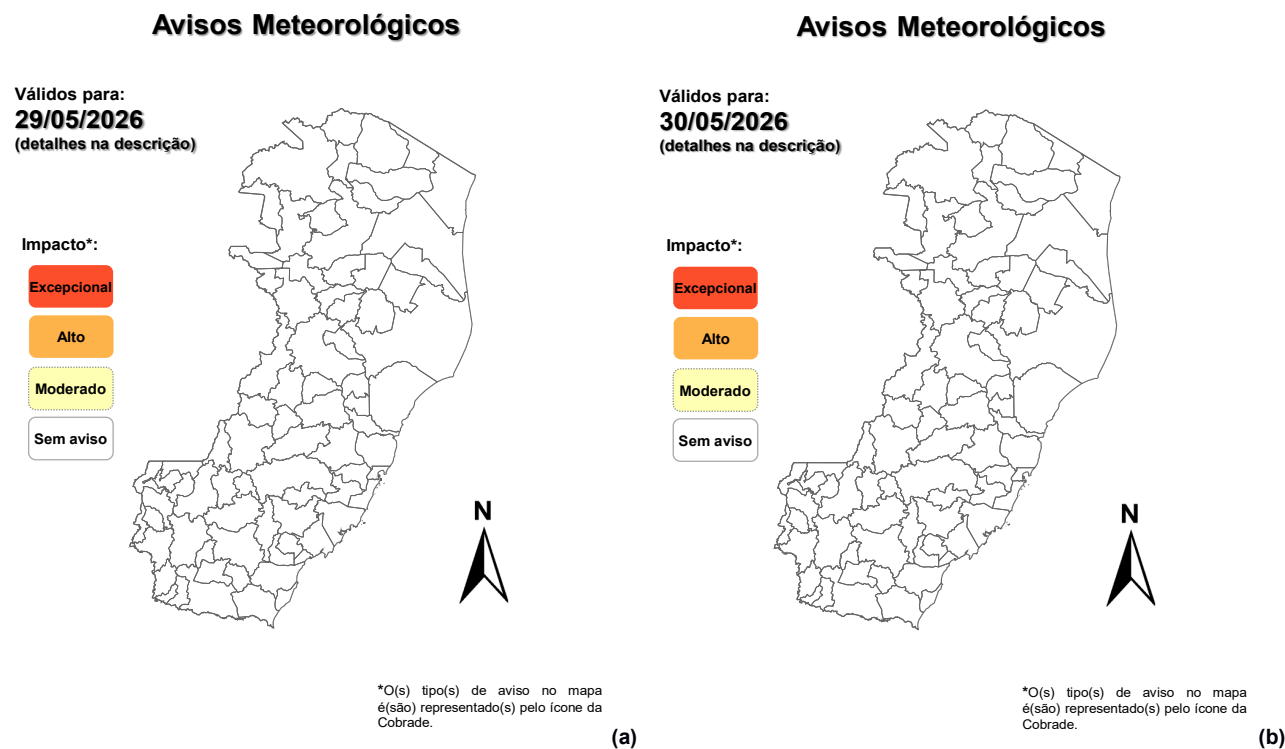 Avisos Meteorológicos
Válidos para:
29/05/2026
(detalhes na descrição)
Impacto*:
Excepcional
Alto
Moderado
Sem aviso
N
*O(s) tipo(s) de aviso no mapa
é(são) representado(s) pelo ícone da
Cobrade.
(a)
Avisos Meteorológicos
Válidos para:
30/05/2026
(detalhes na descrição)
Impacto*:
Excepcional
Alto
Moderado
Sem aviso
N
*O(s) tipo(s) de aviso no mapa
é(são) representado(s) pelo ícone da
Cobrade.
(b)